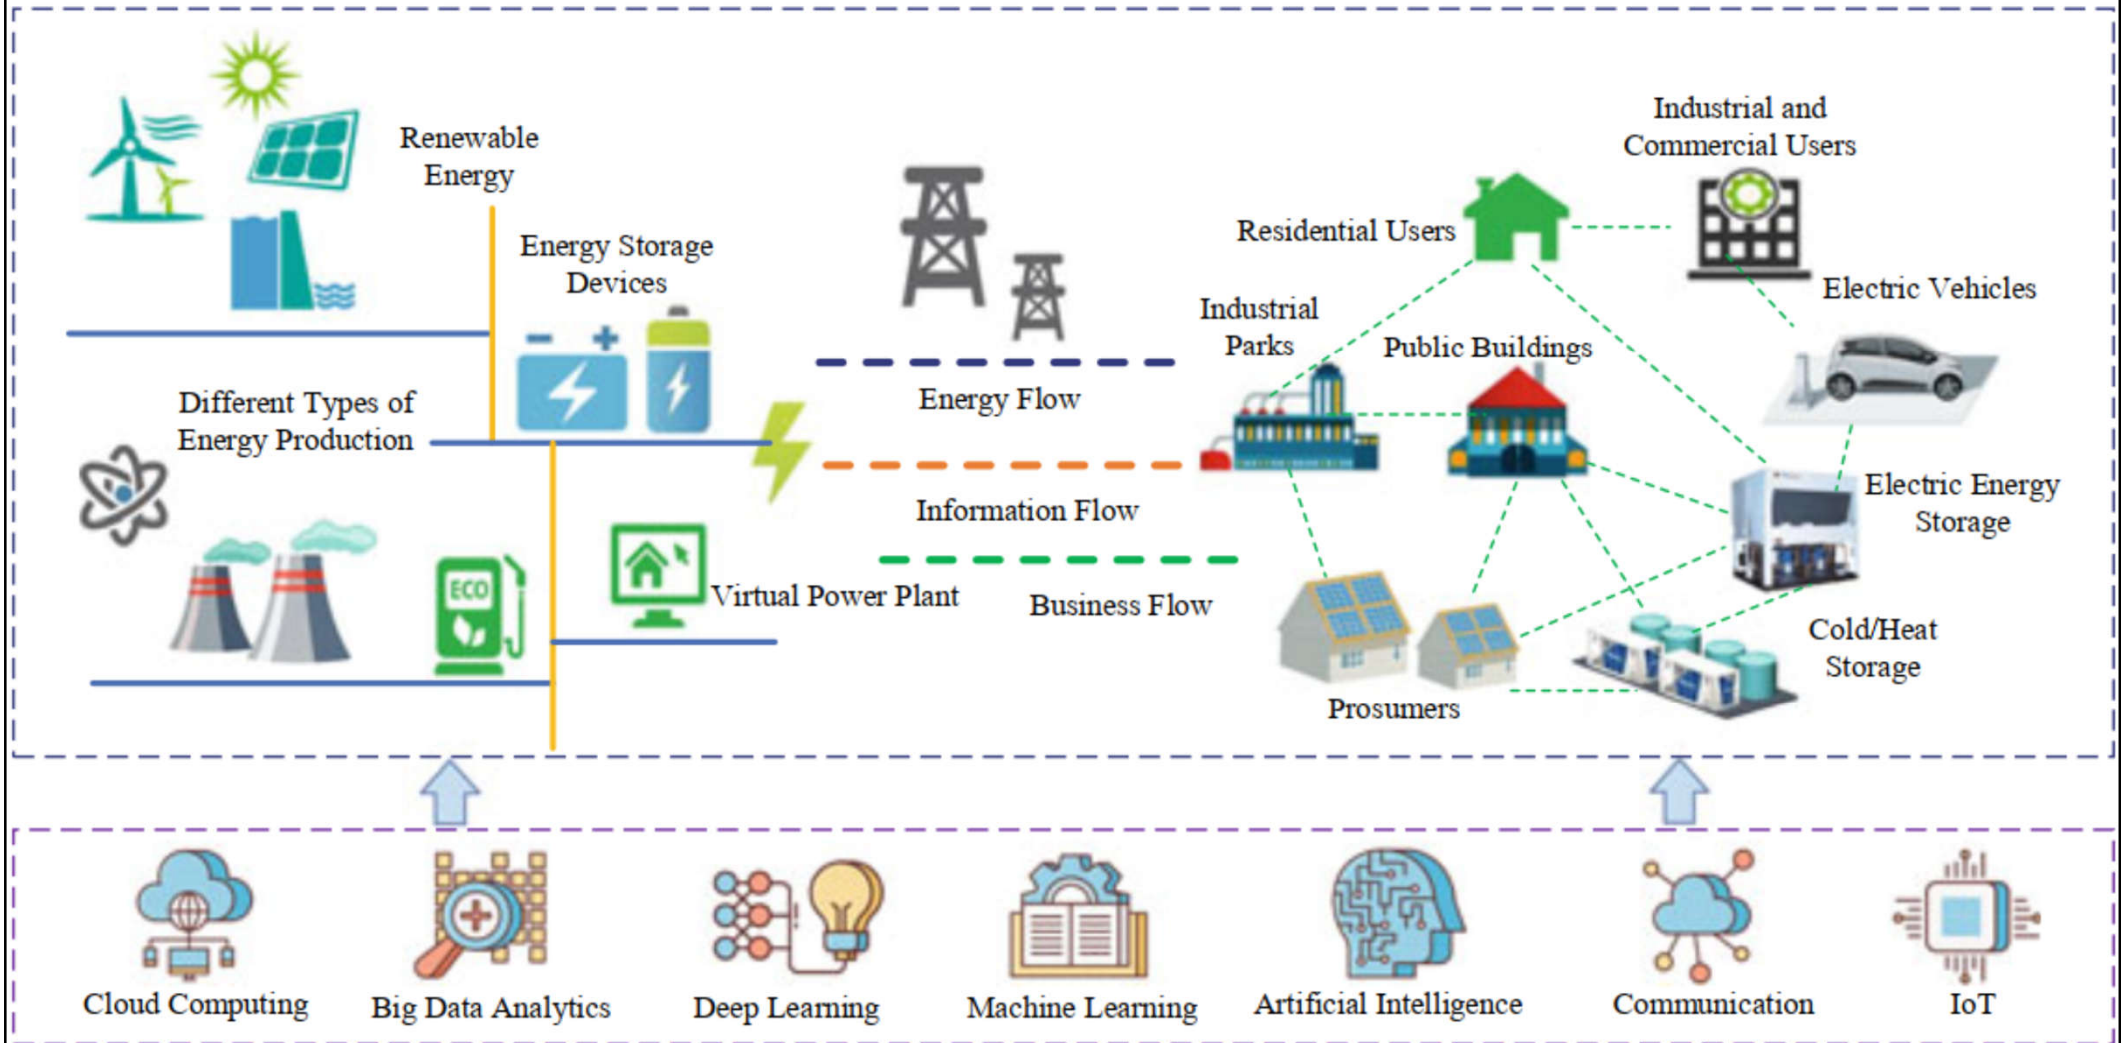 Renewable
Energy
Energy Storage
Devices
Different Types of
Energy Production
ECO
Virtual Power Plant
Energy Flow
Information Flow
Business Flow
Industrial and
Commercial Users
Residential Users
Electric Vehicles
Industrial
Parks
Public Buildings
Electric Energy
Storage
Cold/Heat
Storage
Prosumers
Cloud Computing
Big Data Analytics
Deep Learning
Machine Learning
Artificial Intelligence
Communication
IoT